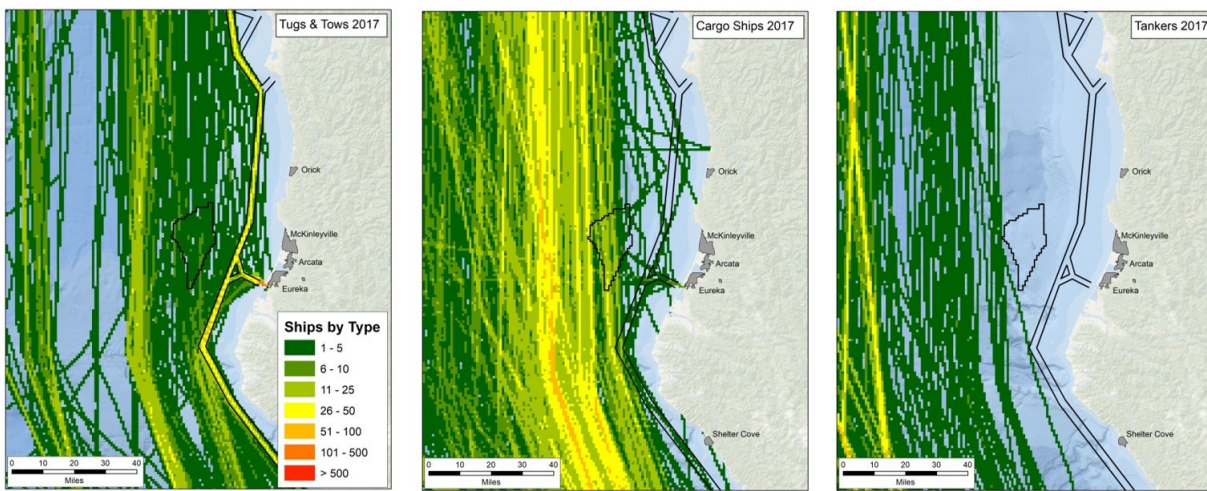 Tugs & Tows 2017
Orick
McKinleyville
Arcata
Eureka
Ships by Type
1 - 5
6 - 10
11 - 25
26 - 50
51 - 100
101 - 500
> 500
0 10 20 30 40
Miles
Cargo Ships 2017
Orick
McKinleyville
Arcata
Eureka
Shelter Cove
0 10 20 30 40
Miles
Tankers 2017
Orick
McKinleyville
Arcata
Eureka
Shelter Cove
0 10 20 30 40
Miles